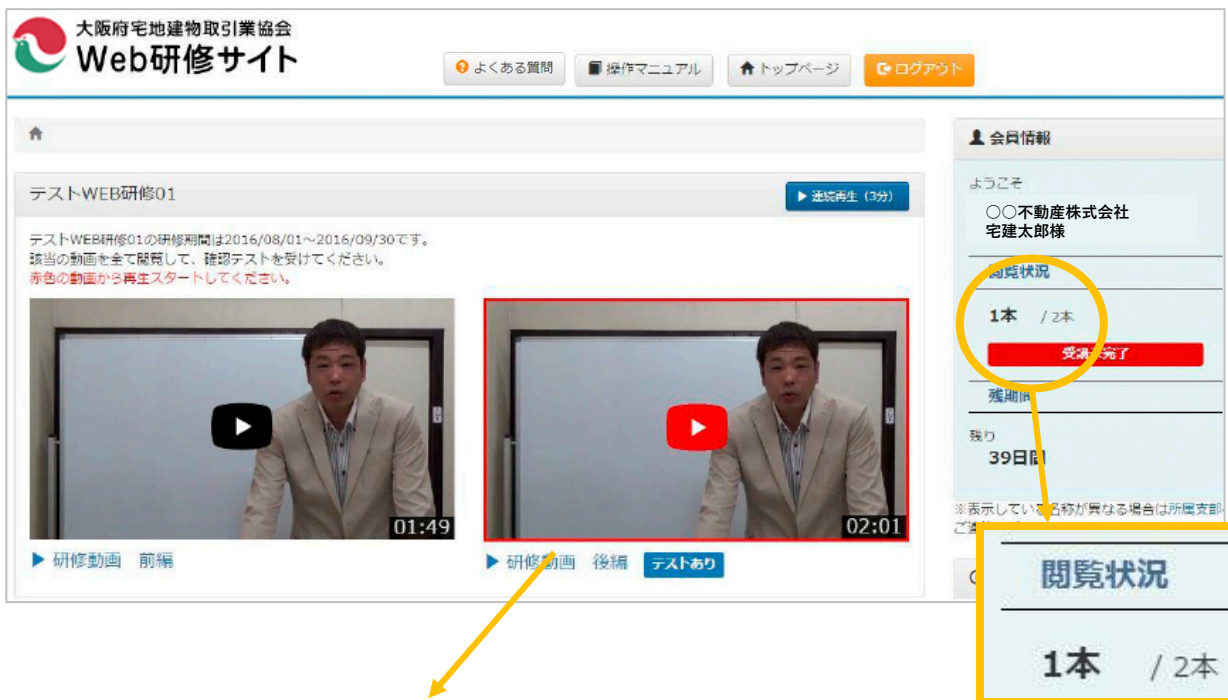 大阪府宅地建物取引業協会
Web研修サイト
よくある質問
操作マニュアル
トップページ
ログアウト
テストWEB研修01
連続再生（3分）
テストWEB研修01の研修期間は2016/08/01～2016/09/30です。
該当の動画を全て閲覧して、確認テストを受けてください。
赤色の動画から再生スタートしてください。
01:49
02:01
研修動画　前編
研修動画　後編　テストあり
会員情報
ようこそ
○○不動産株式会社
宅建太郎様
閲覧状況
1本 / 2本
受講未完了
残期間
残り
39日間
※表示している名称が異なる場合は所属支部
閲覧状況
1本 / 2本